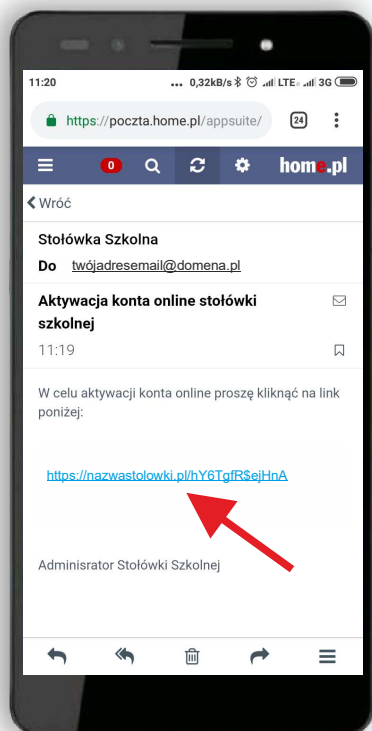 11:20 ... 0,32kB/s LTE 3G
https://poczta.home.pl/appsuite/ 24
0 home.pl
Wróć
Stołówka Szkolna
Do twójadresemail@domena.pl
Aktywacja konta online stołówki
szkolnej
11:19
W celu aktywacji konta online proszę kliknąć na link
poniżej:
https://nazwastolowki.pl/hY6TgfR$ejHnA
Adminisrator Stołówki Szkolnej